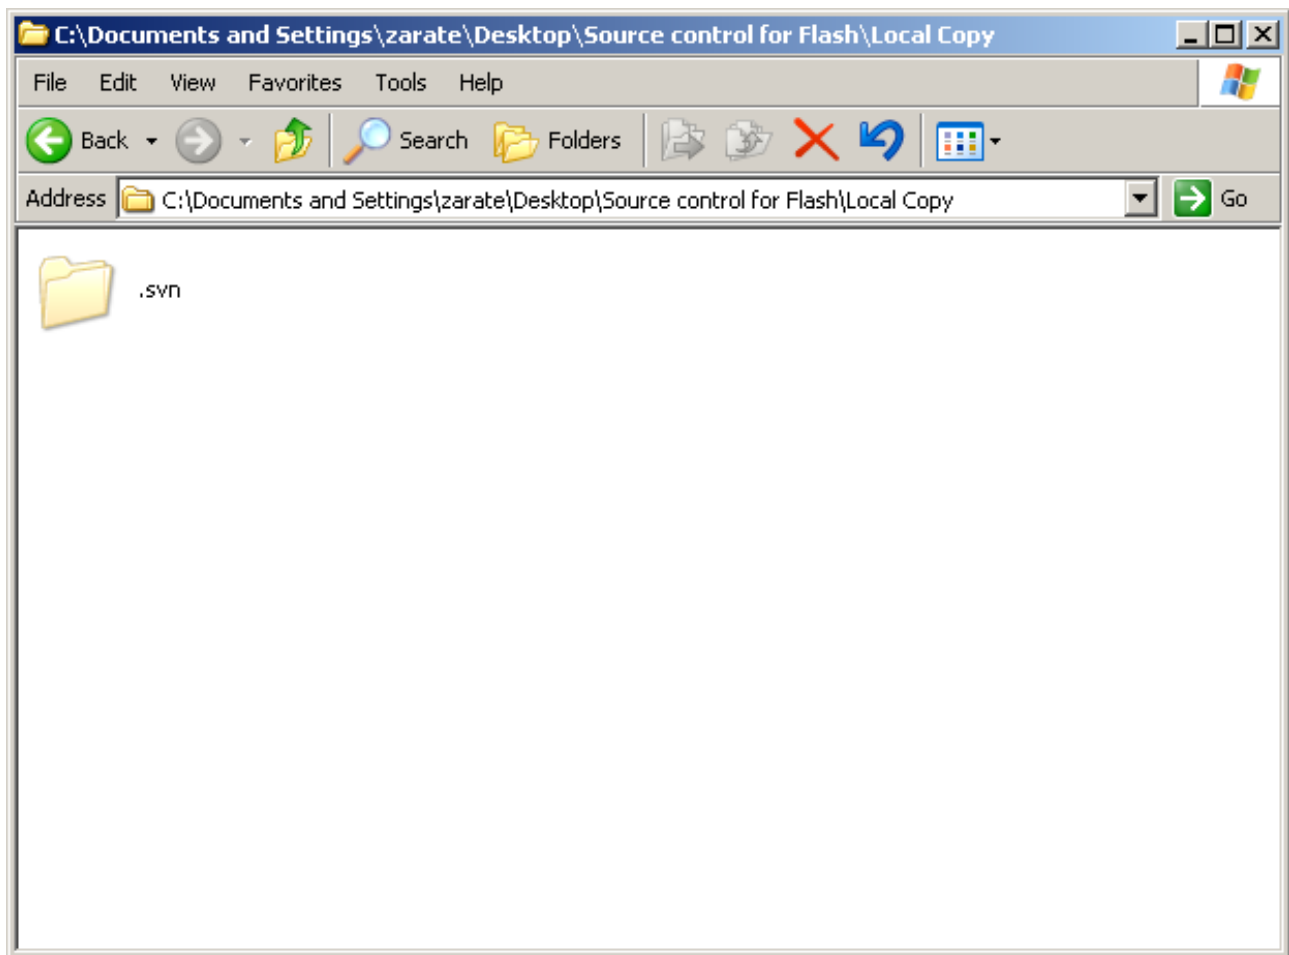 C:\Documents and Settings\zarate\Desktop\Source control for Flash\Local Copy
File Edit View Favorites Tools Help
Back Search Folders
Address C:\Documents and Settings\zarate\Desktop\Source control for Flash\Local Copy Go
.svn